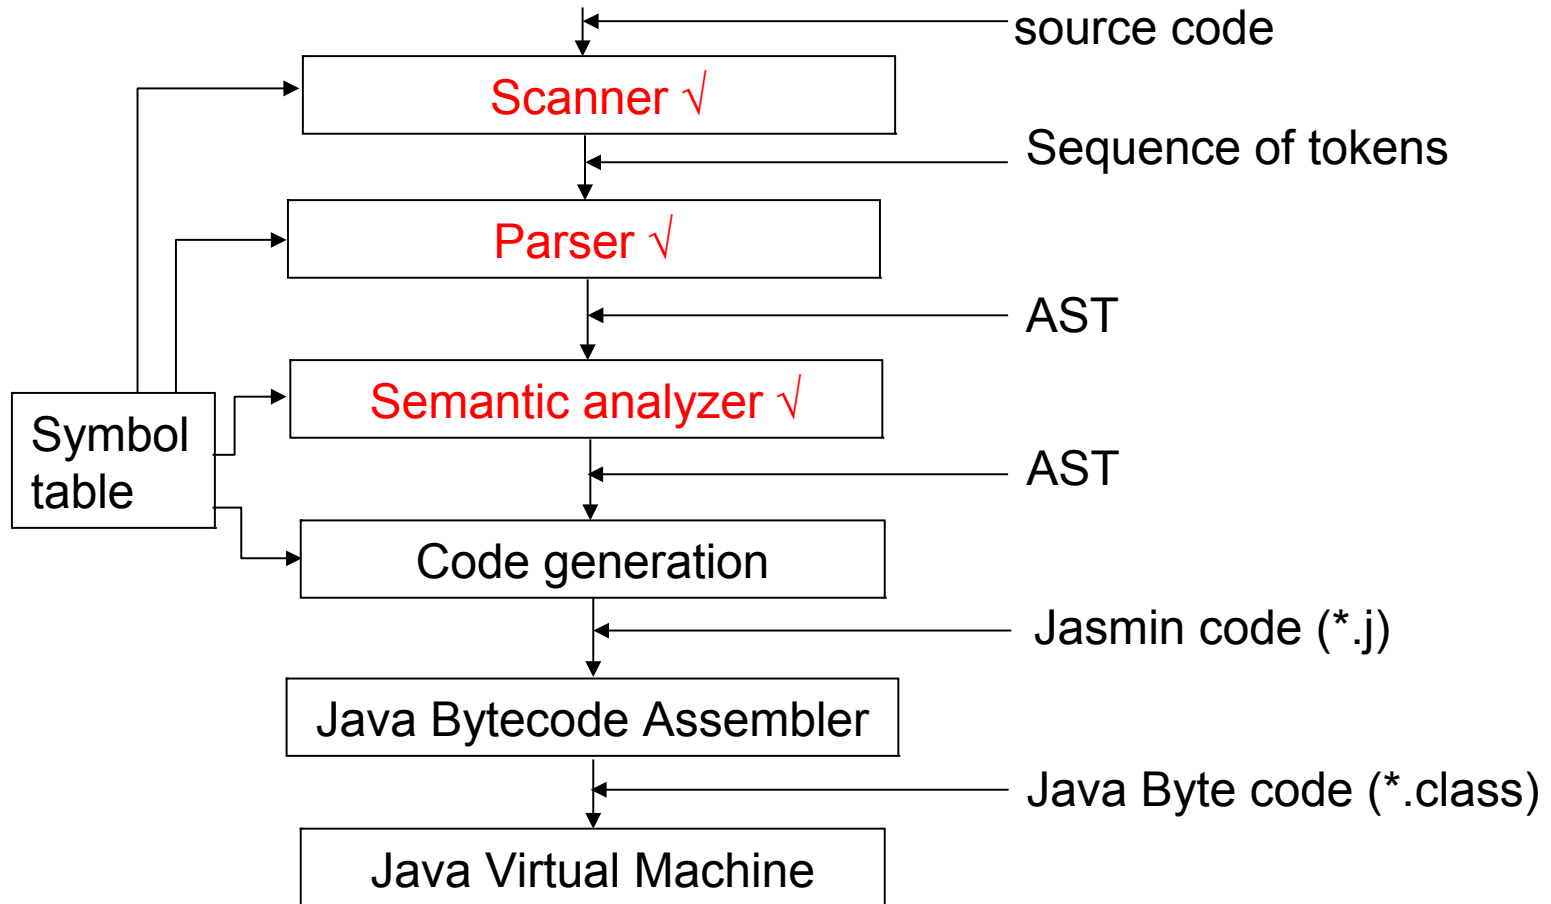 source code
Scanner √
Sequence of tokens
Parser √
AST
Semantic analyzer √
Symbol
table
AST
Code generation
Jasmin code (*.j)
Java Bytecode Assembler
Java Byte code (*.class)
Java Virtual Machine